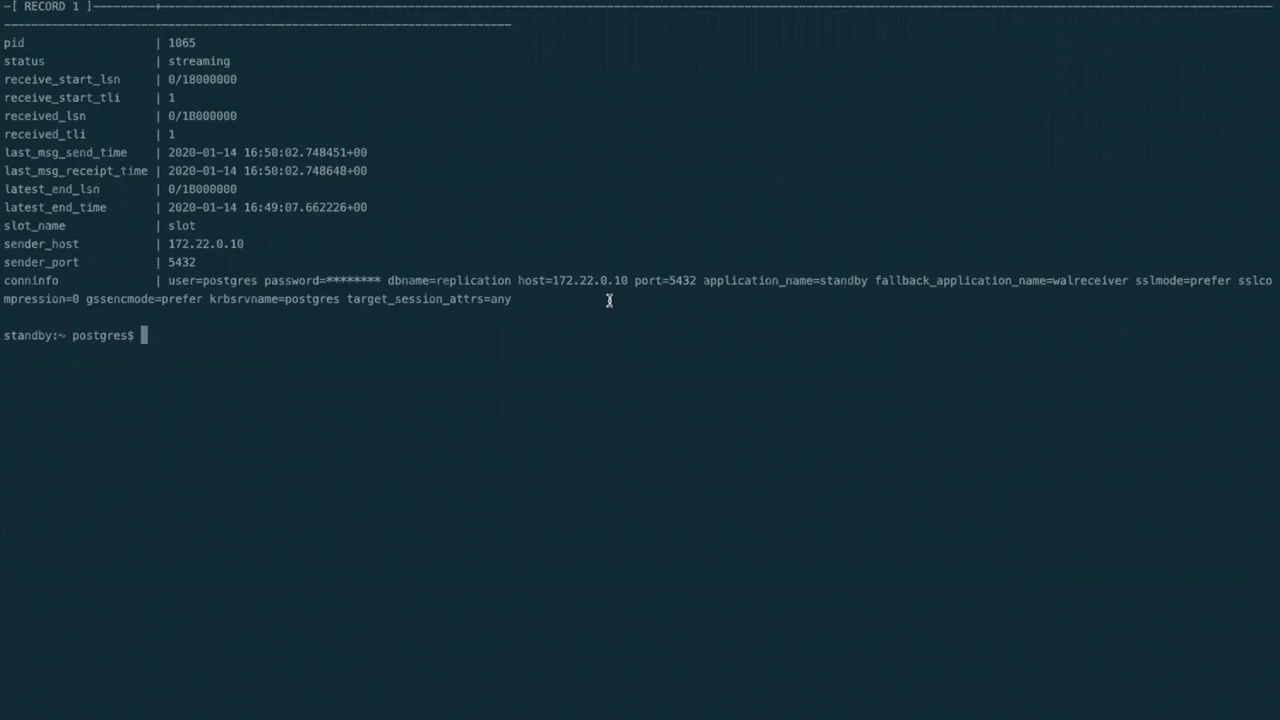 -[ RECORD 1 ]---------+------------------------------------------------------------------------------------------------------------------------------------------------------------------
--------------------------------------------------------------------------
pid                   | 1065
status                | streaming
receive_start_lsn     | 0/18000000
receive_start_tli     | 1
received_lsn          | 0/1B000000
received_tli          | 1
last_msg_send_time    | 2020-01-14 16:50:02.748451+00
last_msg_receipt_time | 2020-01-14 16:50:02.748648+00
latest_end_lsn        | 0/1B000000
latest_end_time       | 2020-01-14 16:49:07.662226+00
slot_name             | slot
sender_host           | 172.22.0.10
sender_port           | 5432
conninfo              | user=postgres password=******** dbname=replication host=172.22.0.10 port=5432 application_name=standby fallback_application_name=walreceiver sslmode=prefer sslco
mpression=0 gssencmode=prefer krbsrvname=postgres target_session_attrs=any
standby:~ postgres$